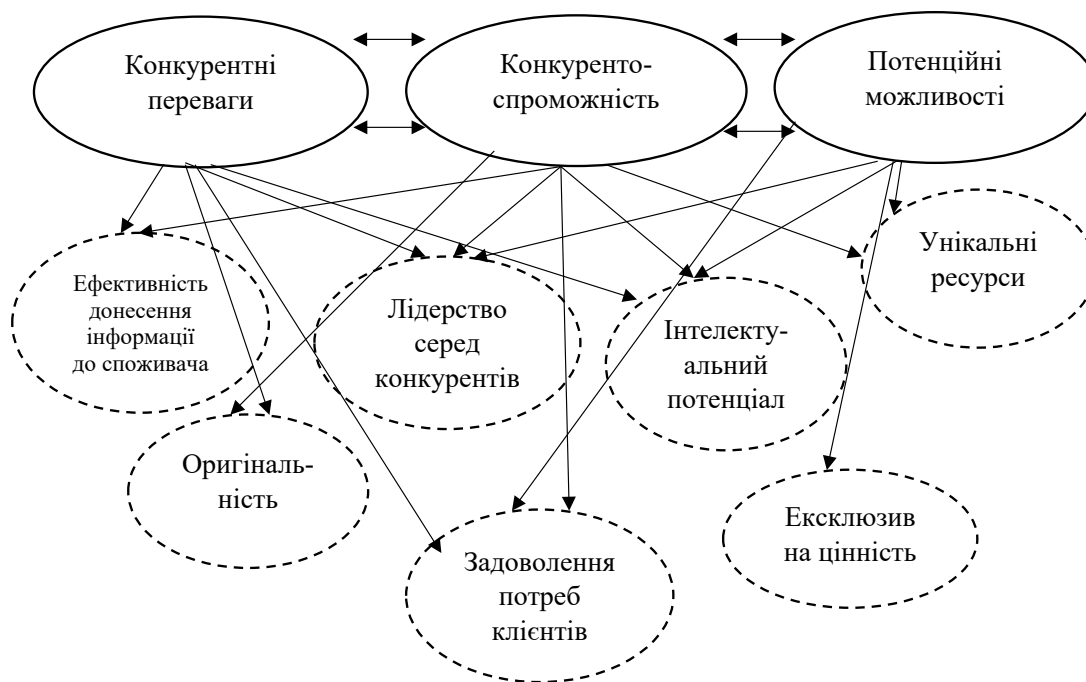 Конкурентні
переваги
Конкуренто-
спроможність
Потенційні
можливості
Ефективність
донесення
інформації
до споживача
Лідерство
серед
конкурентів
Інтелекту-
альний
потенціал
Унікальні
ресурси
Оригіналь-
ність
Задоволення
потреб
клієнтів
Ексклюзив
на цінність